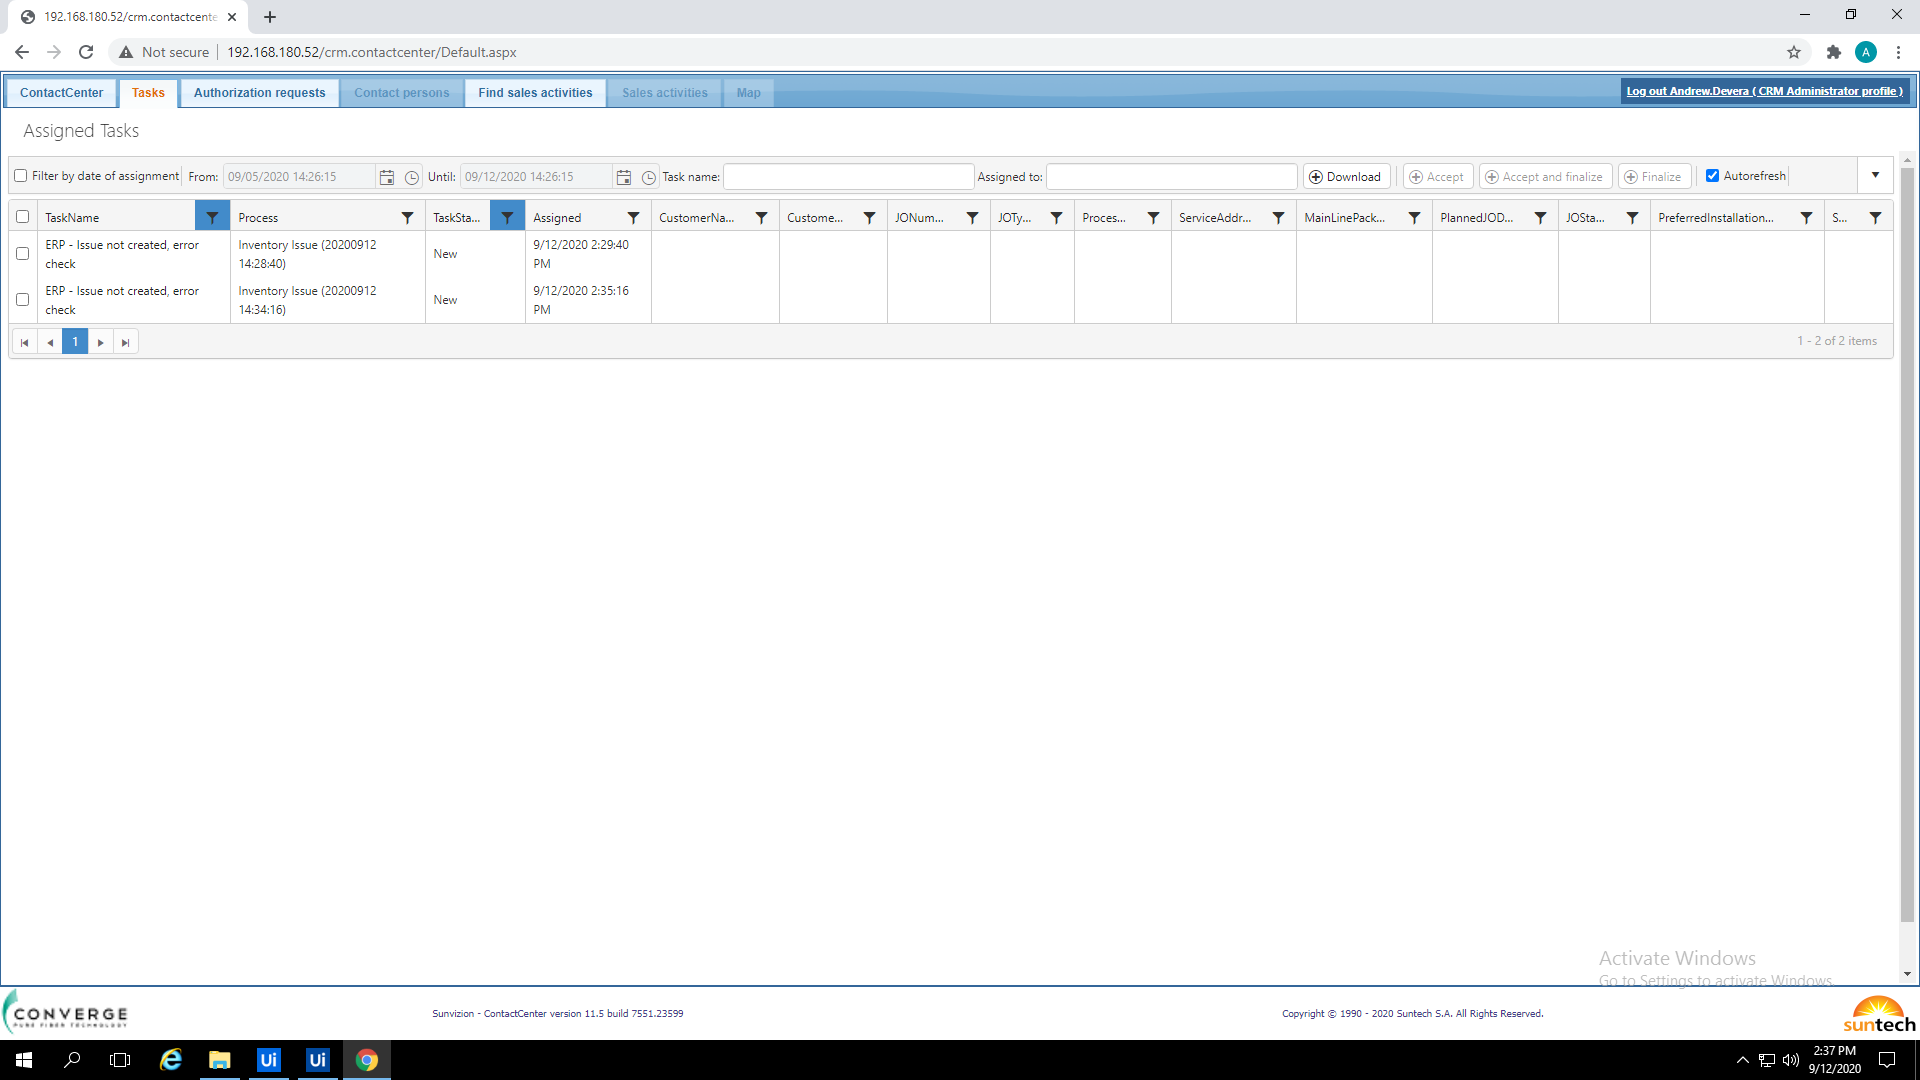 192.168.180.52/crm.contactcente
Not secure 192.168.180.52/crm.contactcenter/Default.aspx A
ContactCenter Tasks Authorization requests Contact persons Find sales activities Sales activities Map Log out Andrew.Devera ( CRM Administrator profile )
Assigned Tasks
Filter by date of assignment From: 09/05/2020 14:26:15 Until: 09/12/2020 14:26:15 Task name: Assigned to: Download Accept Accept and finalize Finalize Autorefresh
TaskName Process TaskSta... Assigned CustomerNa... Custome... JONum... JOTy... Proces... ServiceAddr... MainLinePack... PlannedJOD... JOSta... PreferredInstallation... S...
ERP - Issue not created, error check Inventory Issue (20200912 14:28:40) New 9/12/2020 2:29:40 PM
ERP - Issue not created, error check Inventory Issue (20200912 14:34:16) New 9/12/2020 2:35:16 PM
1 1 - 2 of 2 items
Activate Windows
Go to Settings to activate Windows.
CONVERGE
PURE FIBER TECHNOLOGY
Sunvizion - ContactCenter version 11.5 build 7551.23599
Copyright © 1990 - 2020 Suntech S.A. All Rights Reserved.
suntech
Ui Ui
2:37 PM
9/12/2020